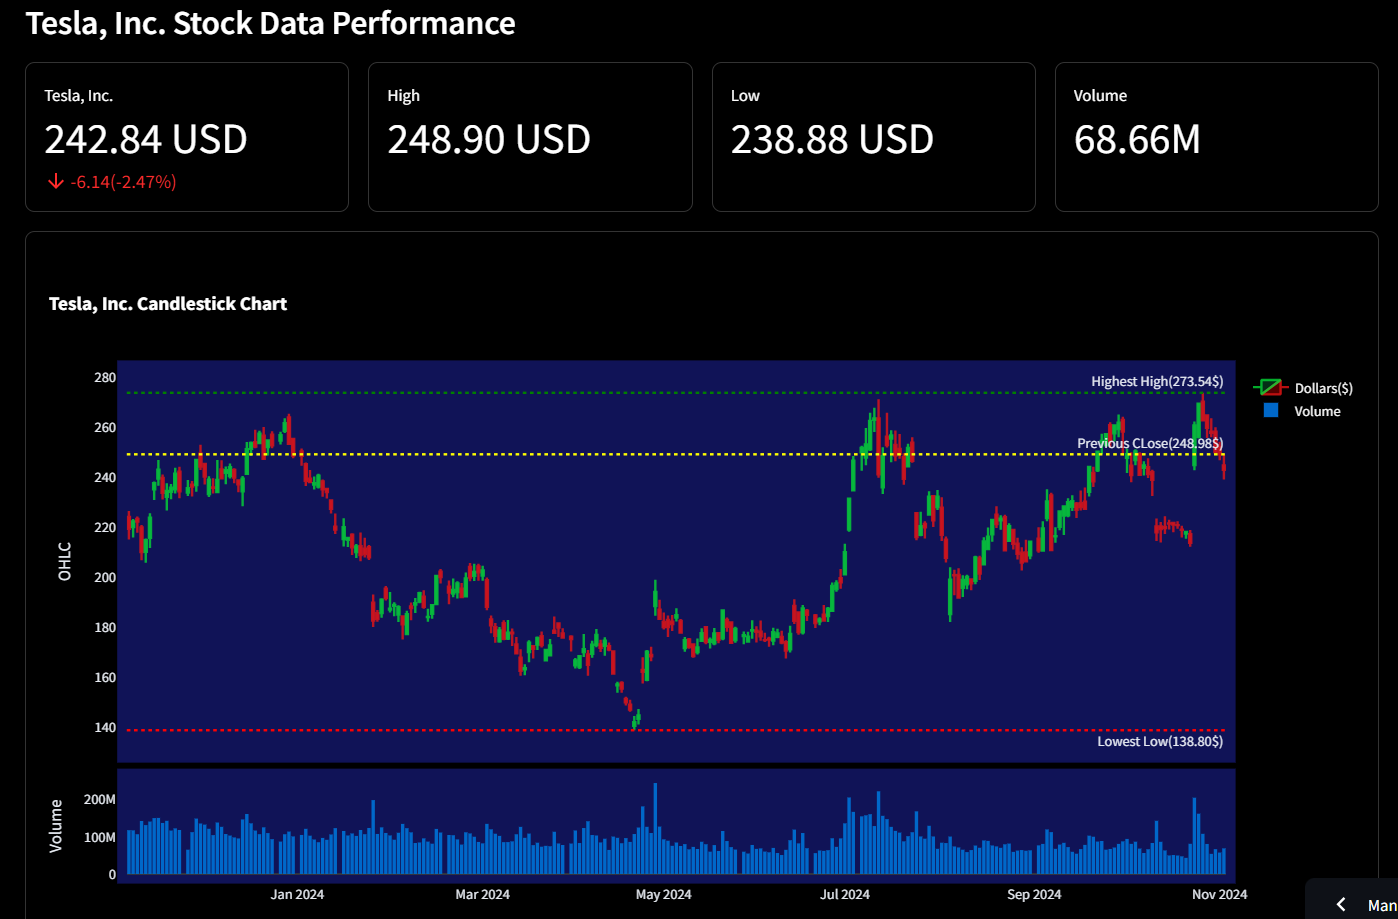 Tesla, Inc. Stock Data Performance
Tesla, Inc.
242.84 USD
-6.14(-2.47%)
High
248.90 USD
Low
238.88 USD
Volume
68.66M
Tesla, Inc. Candlestick Chart
280
260
240
220
200
180
160
140
OHLC
Highest High(273.54$)
Previous CLose(248.98$)
Lowest Low(138.80$)
Dollars($)
Volume
200M
100M
0
Volume
Jan 2024
Mar 2024
May 2024
Jul 2024
Sep 2024
Nov 2024
Man